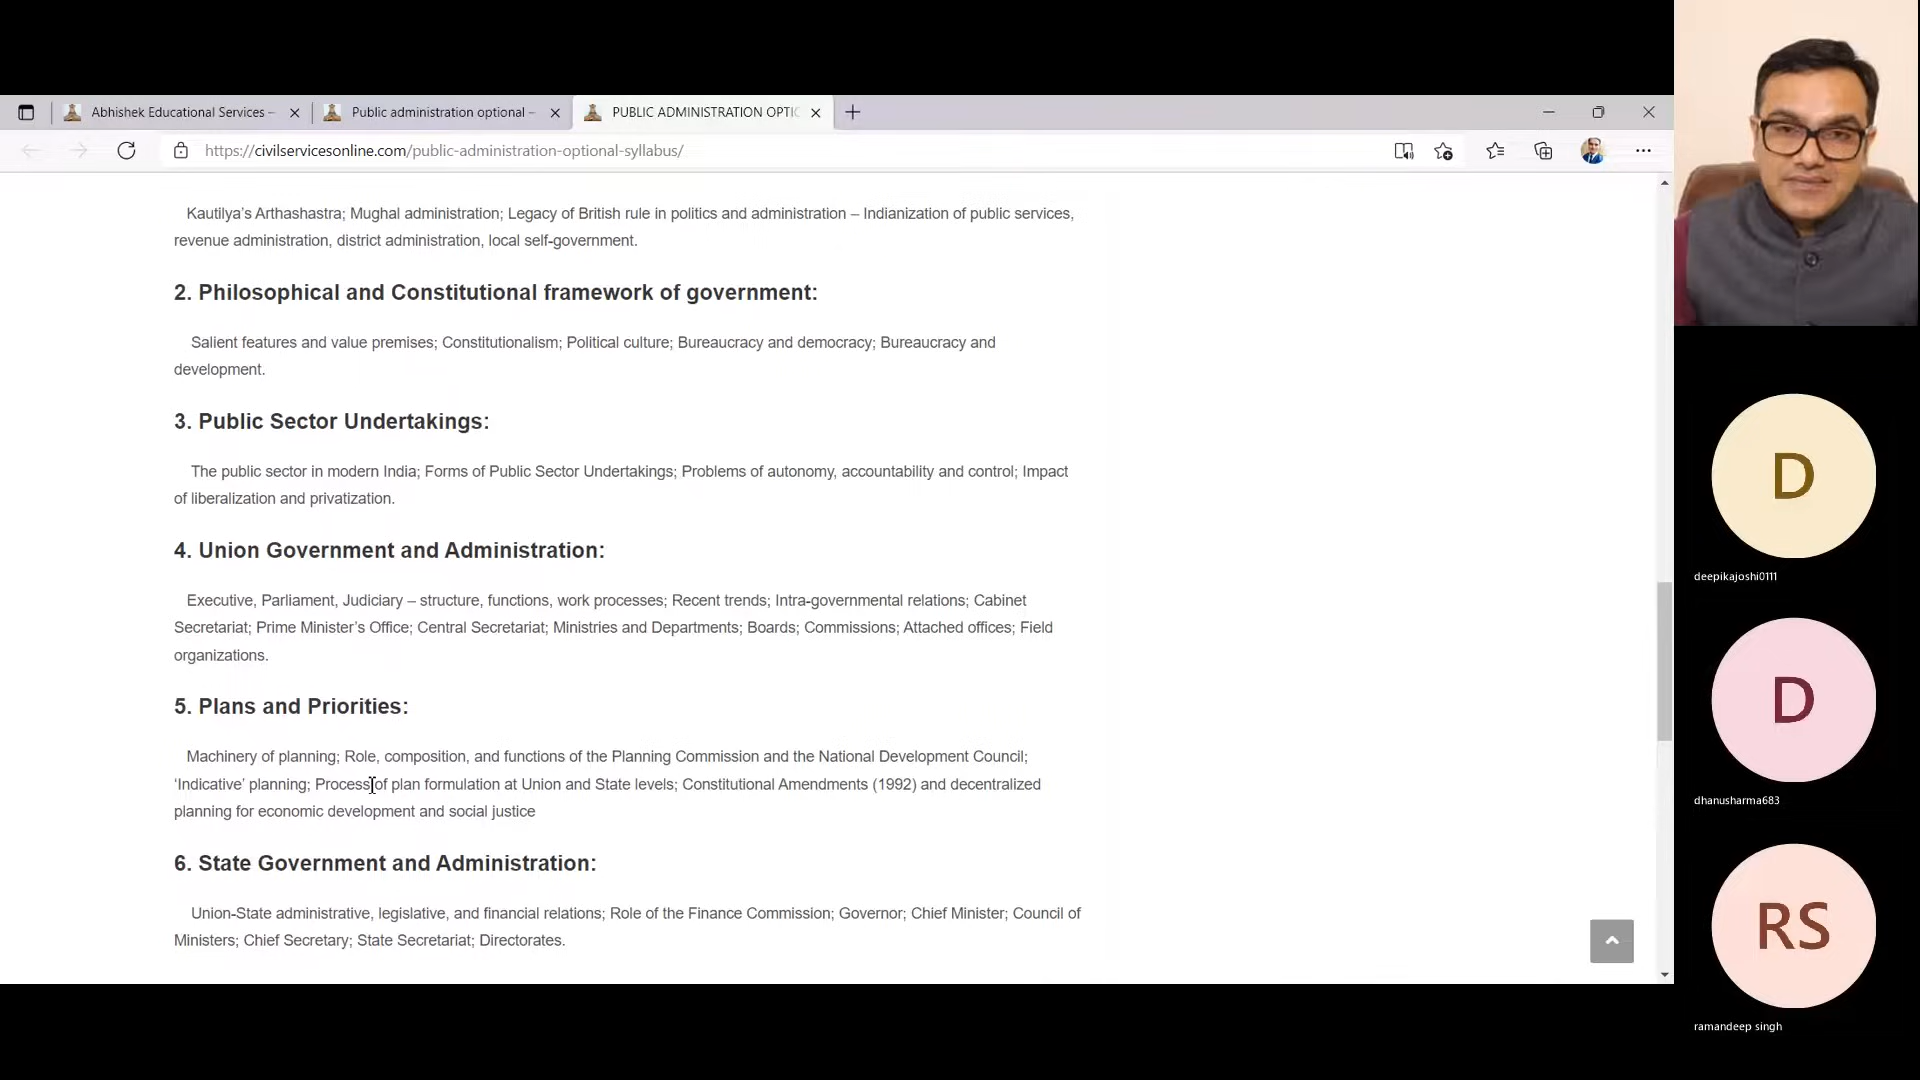 Abhishek Educational Services –
Public administration optional –
PUBLIC ADMINISTRATION OPTIC
https://civilservicesonline.com/public-administration-optional-syllabus/
Kautilya’s Arthashastra; Mughal administration; Legacy of British rule in politics and administration – Indianization of public services,
revenue administration, district administration, local self-government.
2. Philosophical and Constitutional framework of government:
Salient features and value premises; Constitutionalism; Political culture; Bureaucracy and democracy; Bureaucracy and
development.
3. Public Sector Undertakings:
The public sector in modern India; Forms of Public Sector Undertakings; Problems of autonomy, accountability and control; Impact
of liberalization and privatization.
4. Union Government and Administration:
Executive, Parliament, Judiciary – structure, functions, work processes; Recent trends; Intra-governmental relations; Cabinet
Secretariat; Prime Minister’s Office; Central Secretariat; Ministries and Departments; Boards; Commissions; Attached offices; Field
organizations.
5. Plans and Priorities:
Machinery of planning; Role, composition, and functions of the Planning Commission and the National Development Council;
‘Indicative’ planning; Process of plan formulation at Union and State levels; Constitutional Amendments (1992) and decentralized
planning for economic development and social justice
6. State Government and Administration:
Union-State administrative, legislative, and financial relations; Role of the Finance Commission; Governor; Chief Minister; Council of
Ministers; Chief Secretary; State Secretariat; Directorates.
D
deepikajoshi0111
D
dhanusharma683
RS
ramandeep singh